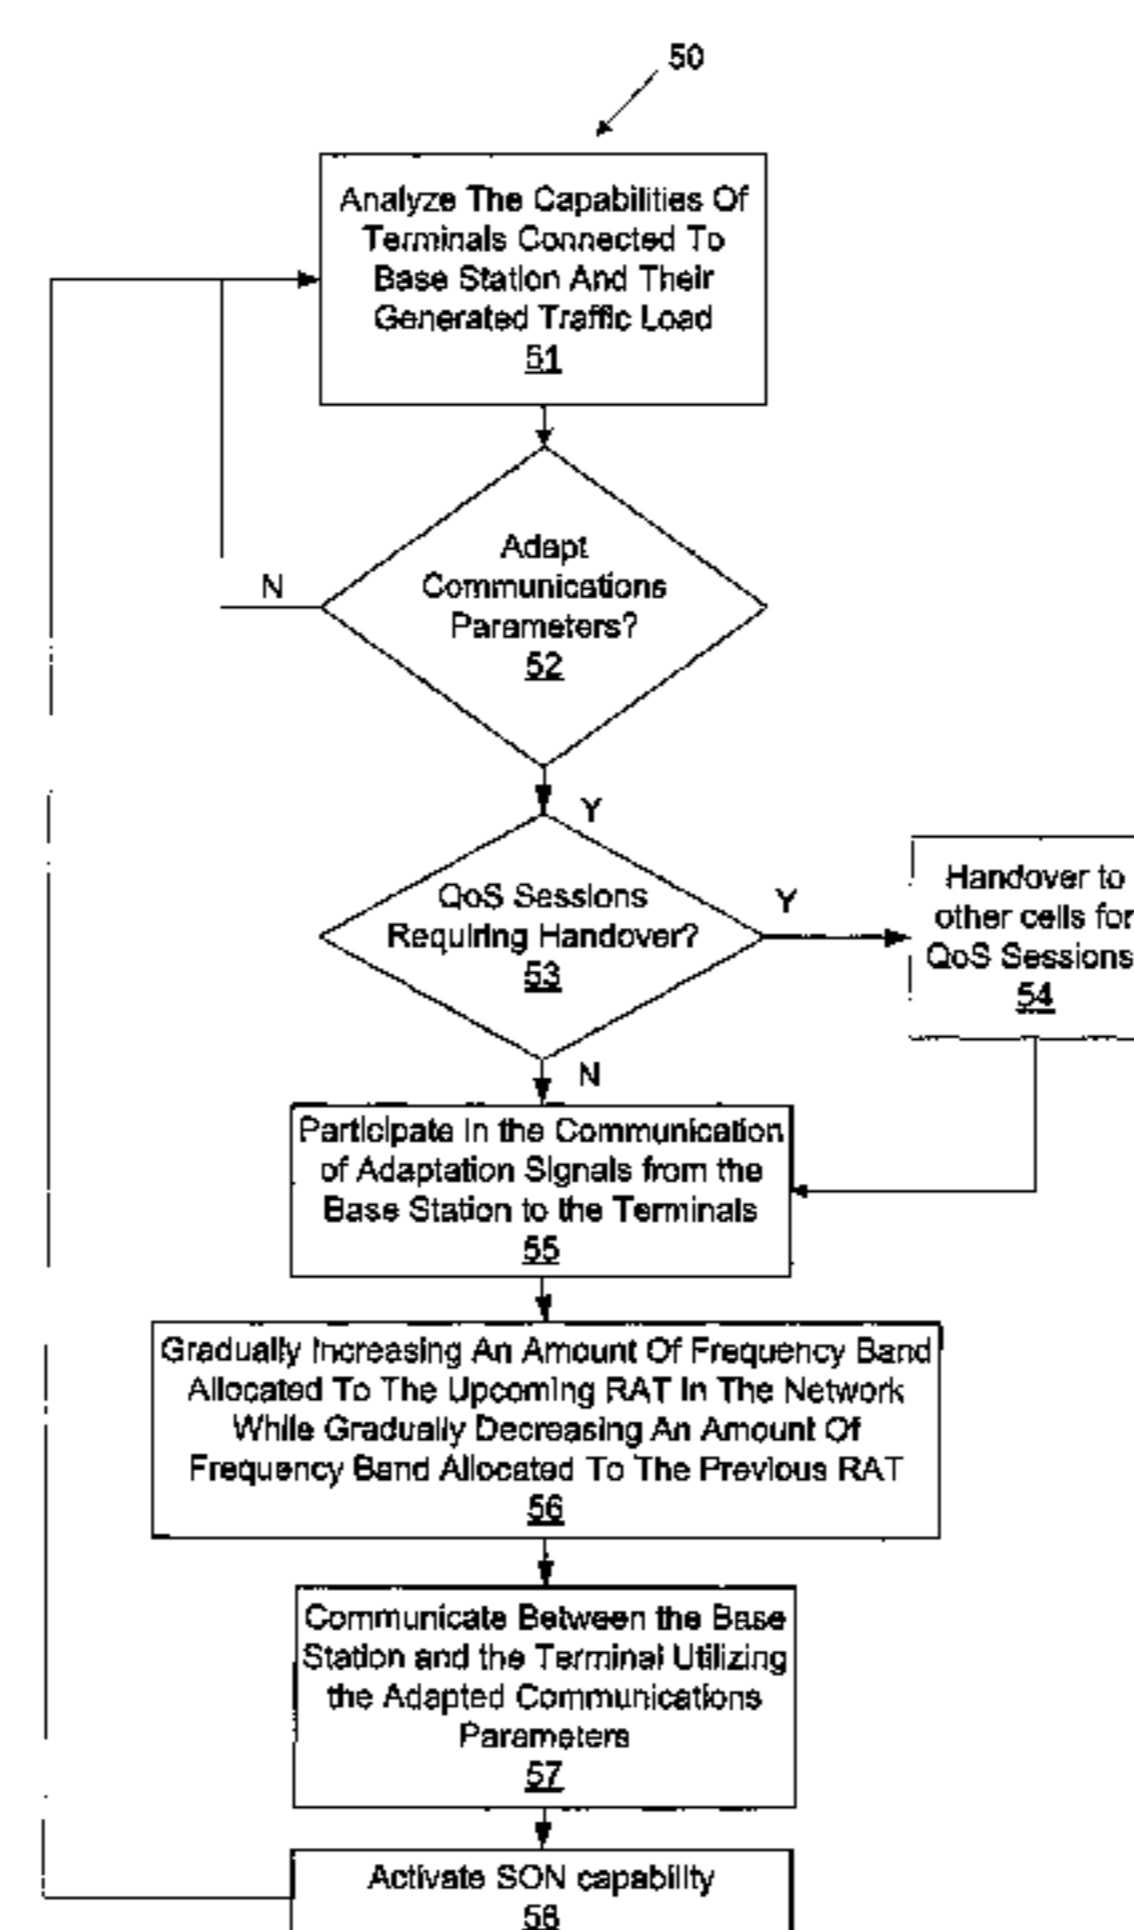 50
Analyze The Capabilities Of
Terminals Connected To
Base Station And Their
Generated Traffic Load
51
Adapt
Communications
Parameters?
52
N
Y
QoS Sessions
Requiring Handover?
53
Y
Handover to
other cells for
QoS Sessions
54
N
Participate in the Communication
of Adaptation Signals from the
Base Station to the Terminals
55
Gradually Increasing An Amount Of Frequency Band
Allocated To The Upcoming RAT In The Network
While Gradually Decreasing An Amount Of
Frequency Band Allocated To The Previous RAT
56
Communicate Between the Base
Station and the Terminal Utilizing
the Adapted Communications
Parameters
57
Activate SON capability
58